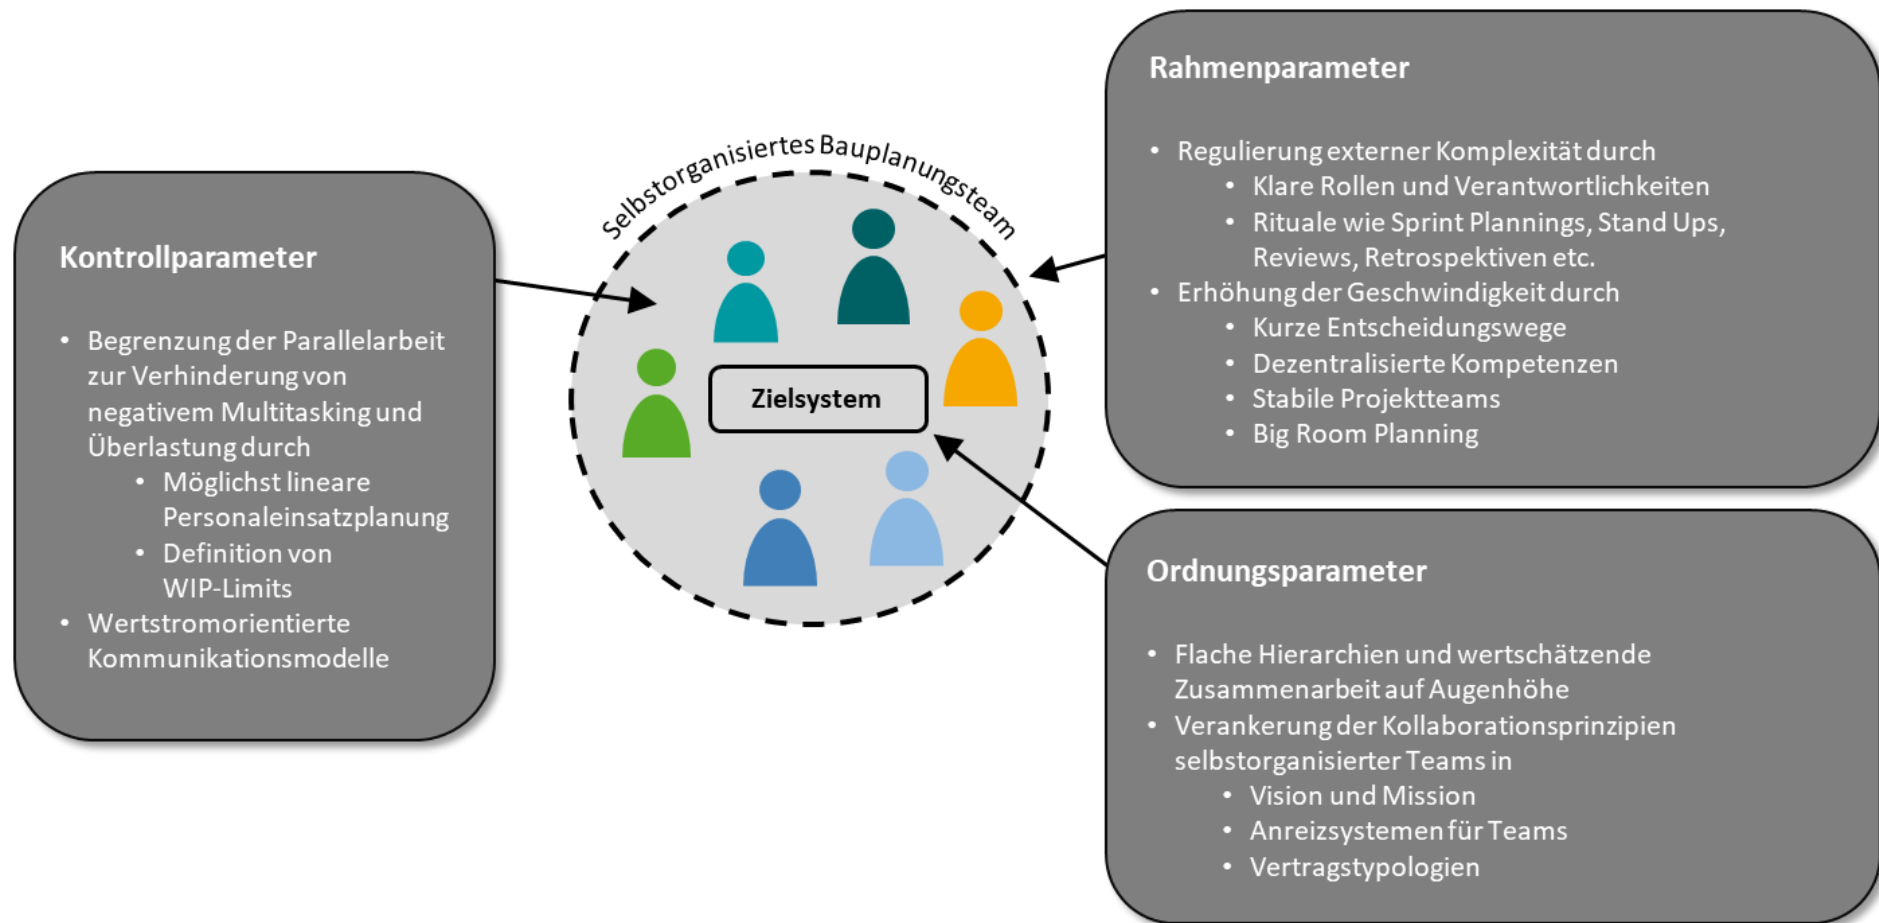 Selbstorganisiertes Bauplanungsteam
Zielsystem
Kontrollparameter
• Begrenzung der Parallelarbeit
zur Verhinderung von
negativem Multitasking und
Überlastung durch
• Möglichst lineare
Personaleinsatzplanung
• Definition von
WIP-Limits
• Wertstromorientierte
Kommunikationsmodelle
Rahmenparameter
• Regulierung externer Komplexität durch
• Klare Rollen und Verantwortlichkeiten
• Rituale wie Sprint Plannings, Stand Ups,
Reviews, Retrospektiven etc.
• Erhöhung der Geschwindigkeit durch
• Kurze Entscheidungswege
• Dezentralisierte Kompetenzen
• Stabile Projektteams
• Big Room Planning
Ordnungsparameter
• Flache Hierarchien und wertschätzende
Zusammenarbeit auf Augenhöhe
• Verankerung der Kollaborationsprinzipien
selbstorganisierter Teams in
• Vision und Mission
• Anreizsystemen für Teams
• Vertragstypologien